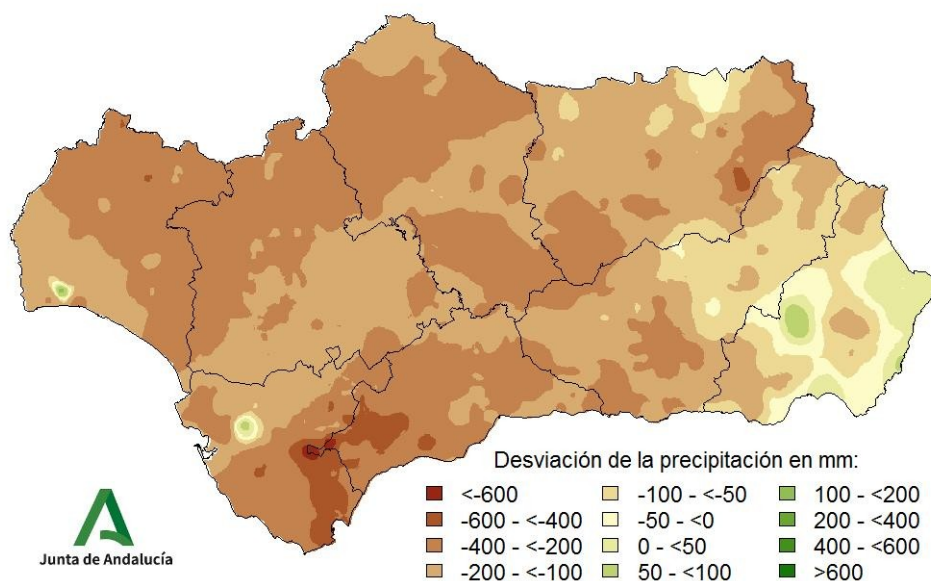 Desviación de la precipitación en mm:
<-600
-600 - <-400
-400 - <-200
-200 - <-100
-100 - <-50
-50 - <0
0 - <50
50 - <100
100 - <200
200 - <400
400 - <600
>600
Junta de Andalucía